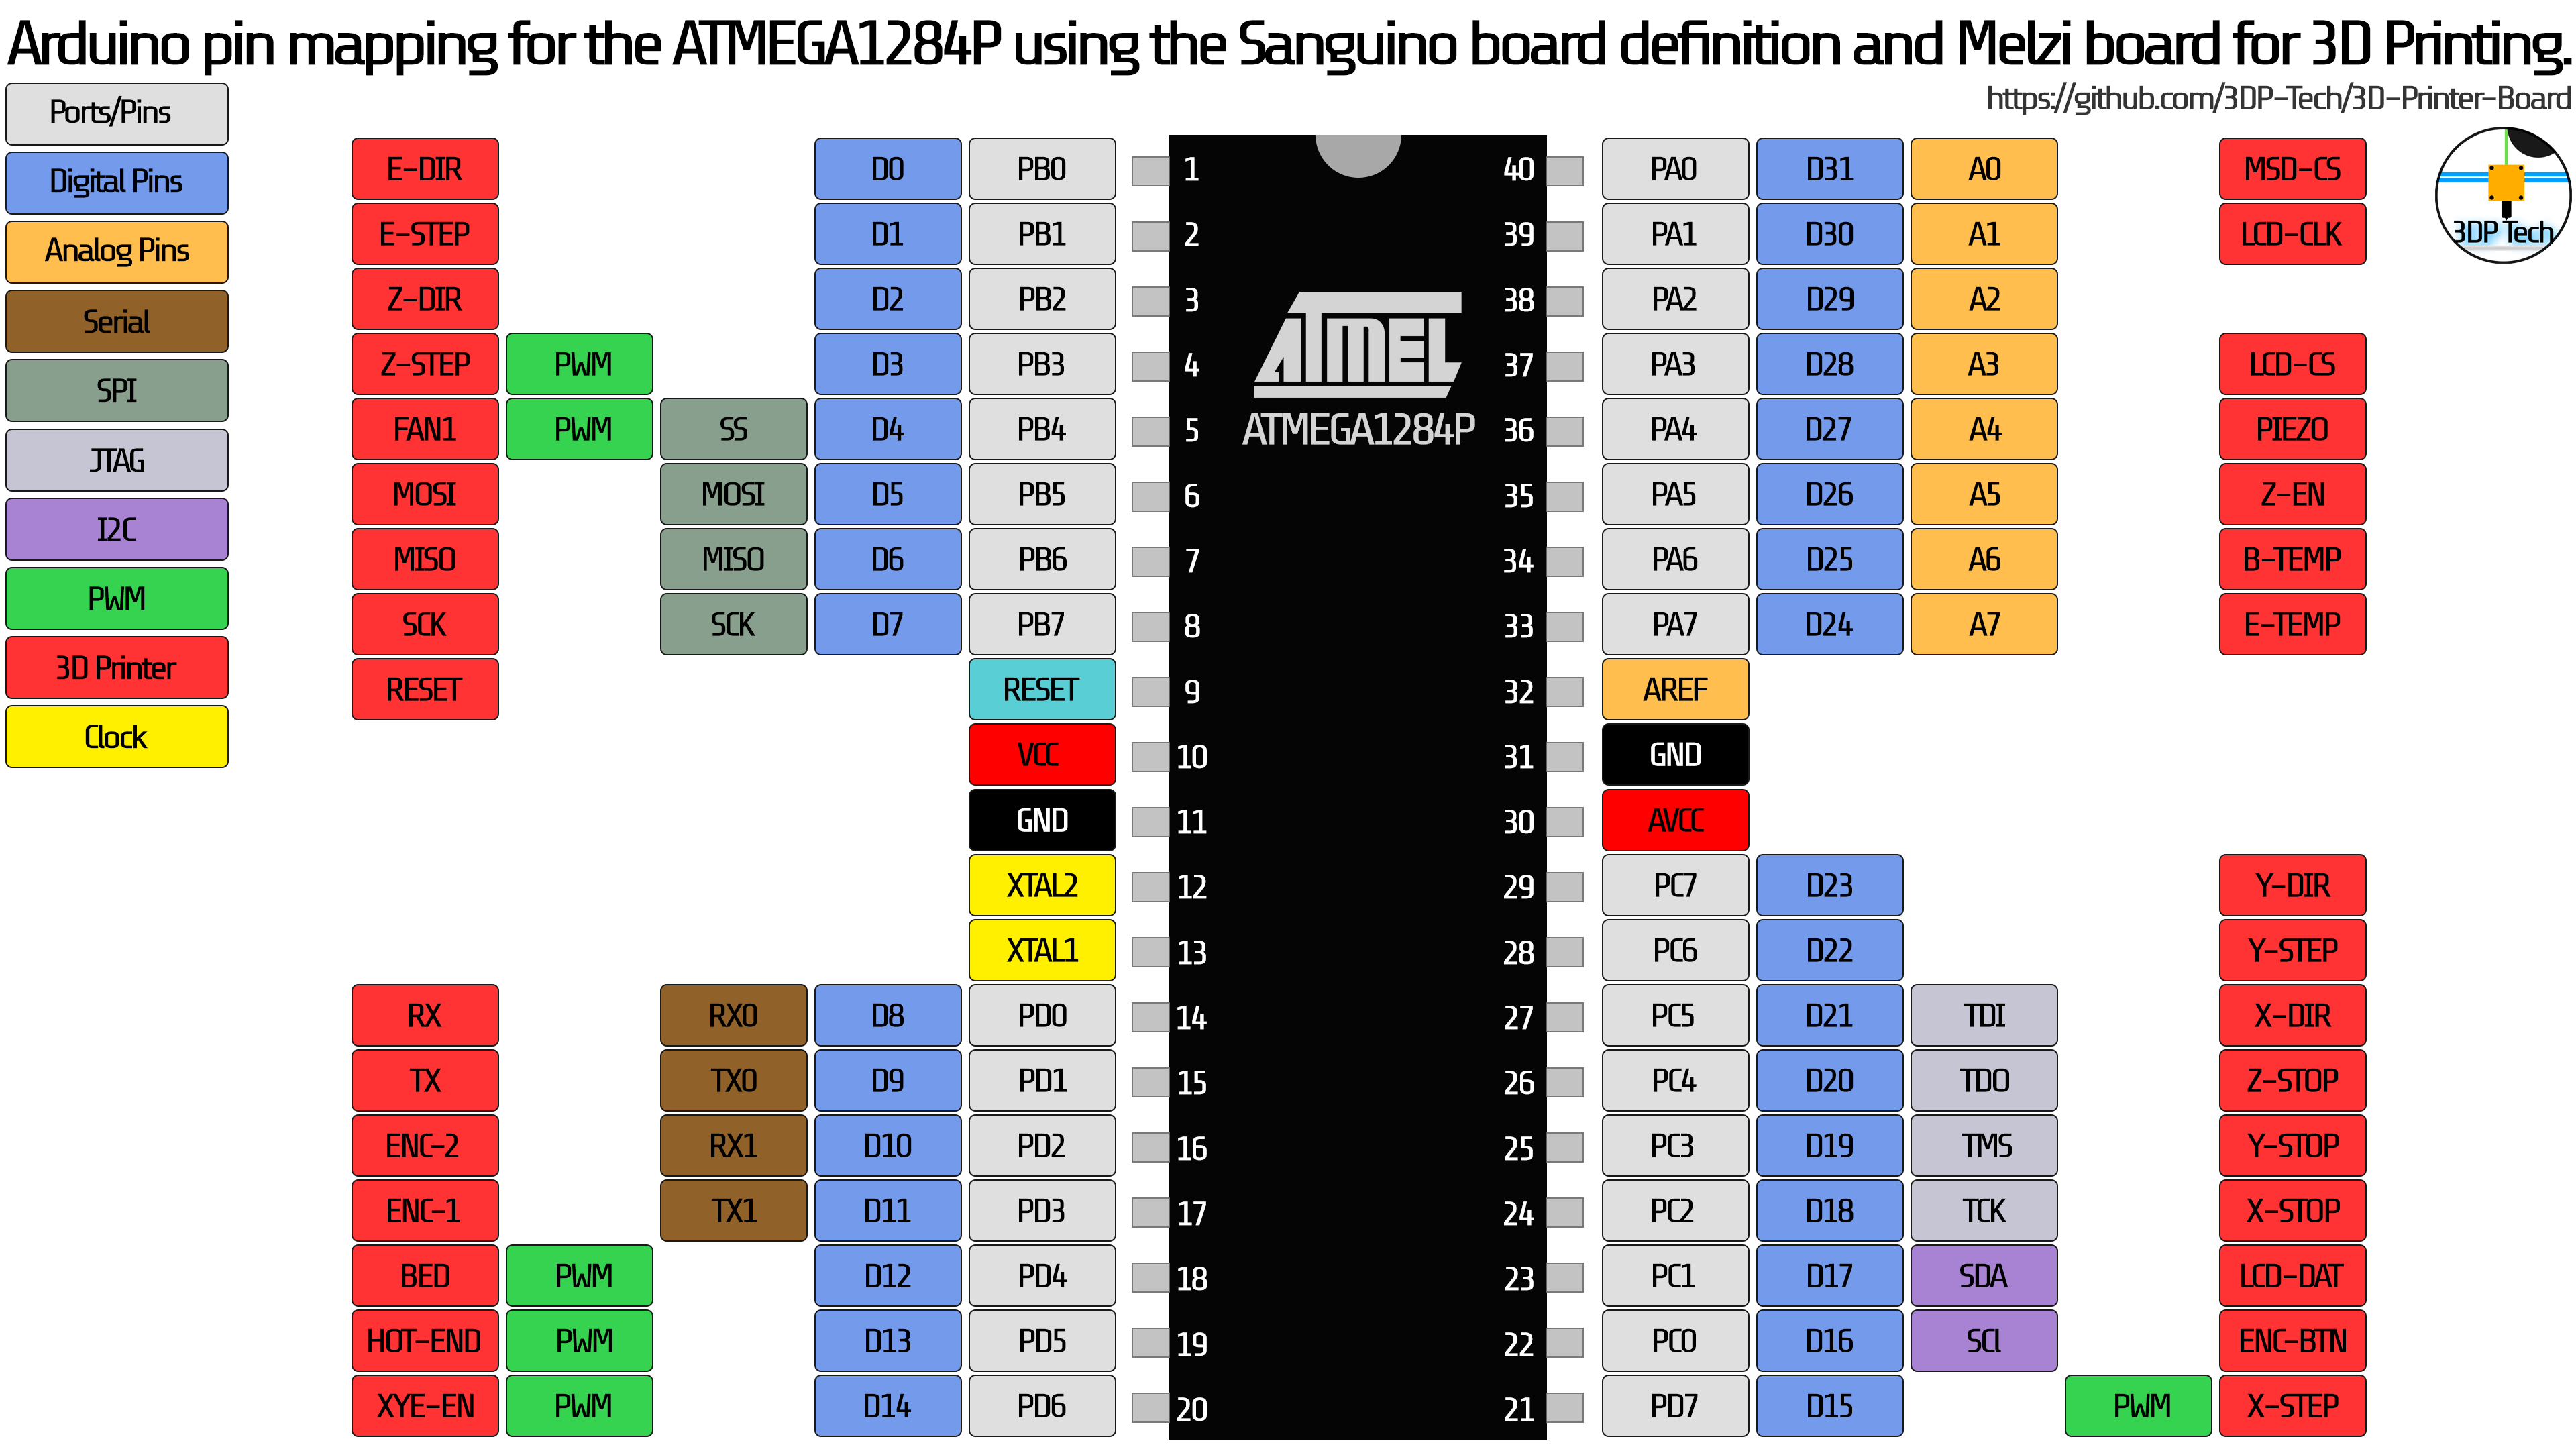 Arduino pin mapping for the ATMEGA1284P using the Sanguino board definition and Melzi board for 3D Printing.
https://github.com/3DP-Tech/3D-Printer-Board
Ports/Pins
Digital Pins
Analog Pins
Serial
SPI
JTAG
I2C
PWM
3D Printer
Clock
3DP Tech
ATMEL
ATMEGA1284P
E-DIR D0 PB0 1 40 PA0 D31 A0 MSD-CS
E-STEP D1 PB1 2 39 PA1 D30 A1 LCD-CLK
Z-DIR D2 PB2 3 38 PA2 D29 A2
Z-STEP PWM D3 PB3 4 37 PA3 D28 A3 LCD-CS
FAN1 PWM SS D4 PB4 5 36 PA4 D27 A4 PIEZO
MOSI MOSI D5 PB5 6 35 PA5 D26 A5 Z-EN
MISO MISO D6 PB6 7 34 PA6 D25 A6 B-TEMP
SCK SCK D7 PB7 8 33 PA7 D24 A7 E-TEMP
RESET RESET 9 32 AREF
VCC 10 31 GND
GND 11 30 AVCC
XTAL2 12 29 PC7 D23 Y-DIR
XTAL1 13 28 PC6 D22 Y-STEP
RX RX0 D8 PD0 14 27 PC5 D21 TDI X-DIR
TX TX0 D9 PD1 15 26 PC4 D20 TDO Z-STOP
ENC-2 RX1 D10 PD2 16 25 PC3 D19 TMS Y-STOP
ENC-1 TX1 D11 PD3 17 24 PC2 D18 TCK X-STOP
BED PWM D12 PD4 18 23 PC1 D17 SDA LCD-DAT
HOT-END PWM D13 PD5 19 22 PC0 D16 SCl ENC-BTN
XYE-EN PWM D14 PD6 20 21 PD7 D15 PWM X-STEP